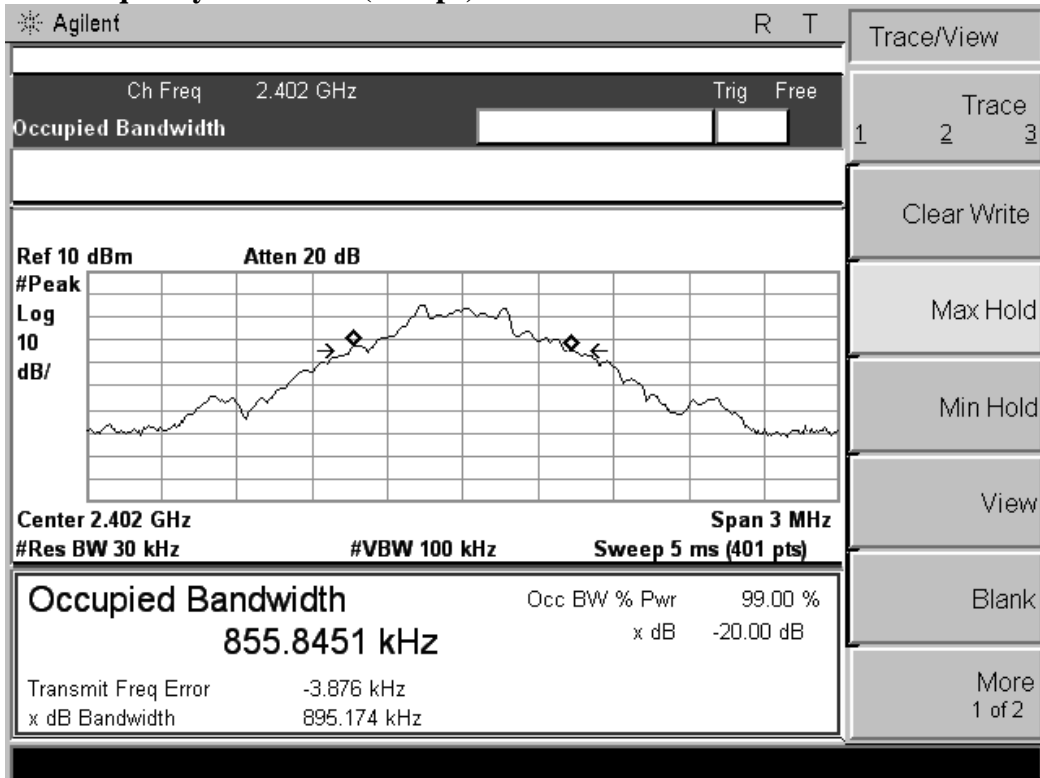 Agilent
R T
Trace/View
Ch Freq 2.402 GHz
Trig Free
Occupied Bandwidth
Trace
1 2 3
Clear Write
Ref 10 dBm
Atten 20 dB
#Peak
Log
10
dB/
Max Hold
Min Hold
View
Center 2.402 GHz
Span 3 MHz
#Res BW 30 kHz
#VBW 100 kHz
Sweep 5 ms (401 pts)
Occupied Bandwidth
855.8451 kHz
Occ BW % Pwr 99.00 %
x dB -20.00 dB
Transmit Freq Error -3.876 kHz
x dB Bandwidth 895.174 kHz
Blank
More
1 of 2